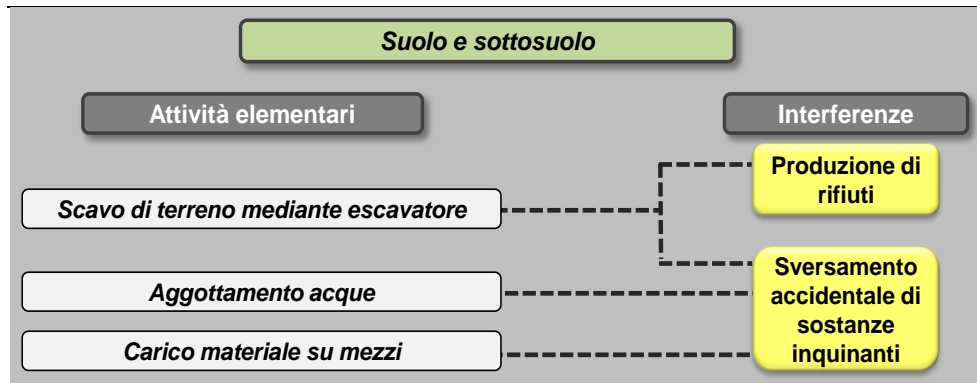 Suolo e sottosuolo
Attività elementari
Interferenze
Produzione di
rifiuti
Scavo di terreno mediante escavatore
Sversamento
accidentale di
sostanze
inquinanti
Aggottamento acque
Carico materiale su mezzi